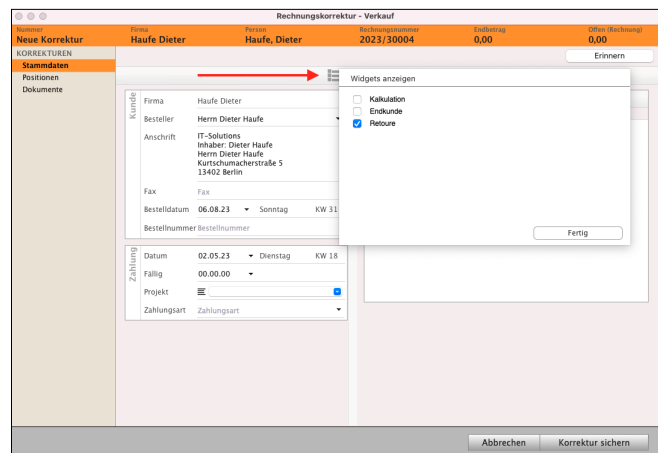 Rechnungskorrektur - Verkauf
Nummer Firma Person Rechnungsnummer Endbetrag Offen (Rechnung)
Neue Korrektur Haufe Dieter Haufe, Dieter 2023/30004 0,00 0,00
KORREKTUREN
Stammdaten
Positionen
Dokumente
Erinnern
Widgets anzeigen
Kalkulation
Endkunde
Retoure
Fertig
Kunde
Firma Haufe Dieter
Besteller Herrn Dieter Haufe
Anschrift IT-Solutions
Inhaber: Dieter Haufe
Herrn Dieter Haufe
Kurtschumacherstraße 5
13402 Berlin
Fax Fax
Bestelldatum 06.08.23 Sonntag KW 31
Bestellnummer Bestellnummer
Zahlung
Datum 02.05.23 Dienstag KW 18
Fällig 00.00.00
Projekt
Zahlungsart Zahlungsart
Abbrechen Korrektur sichern